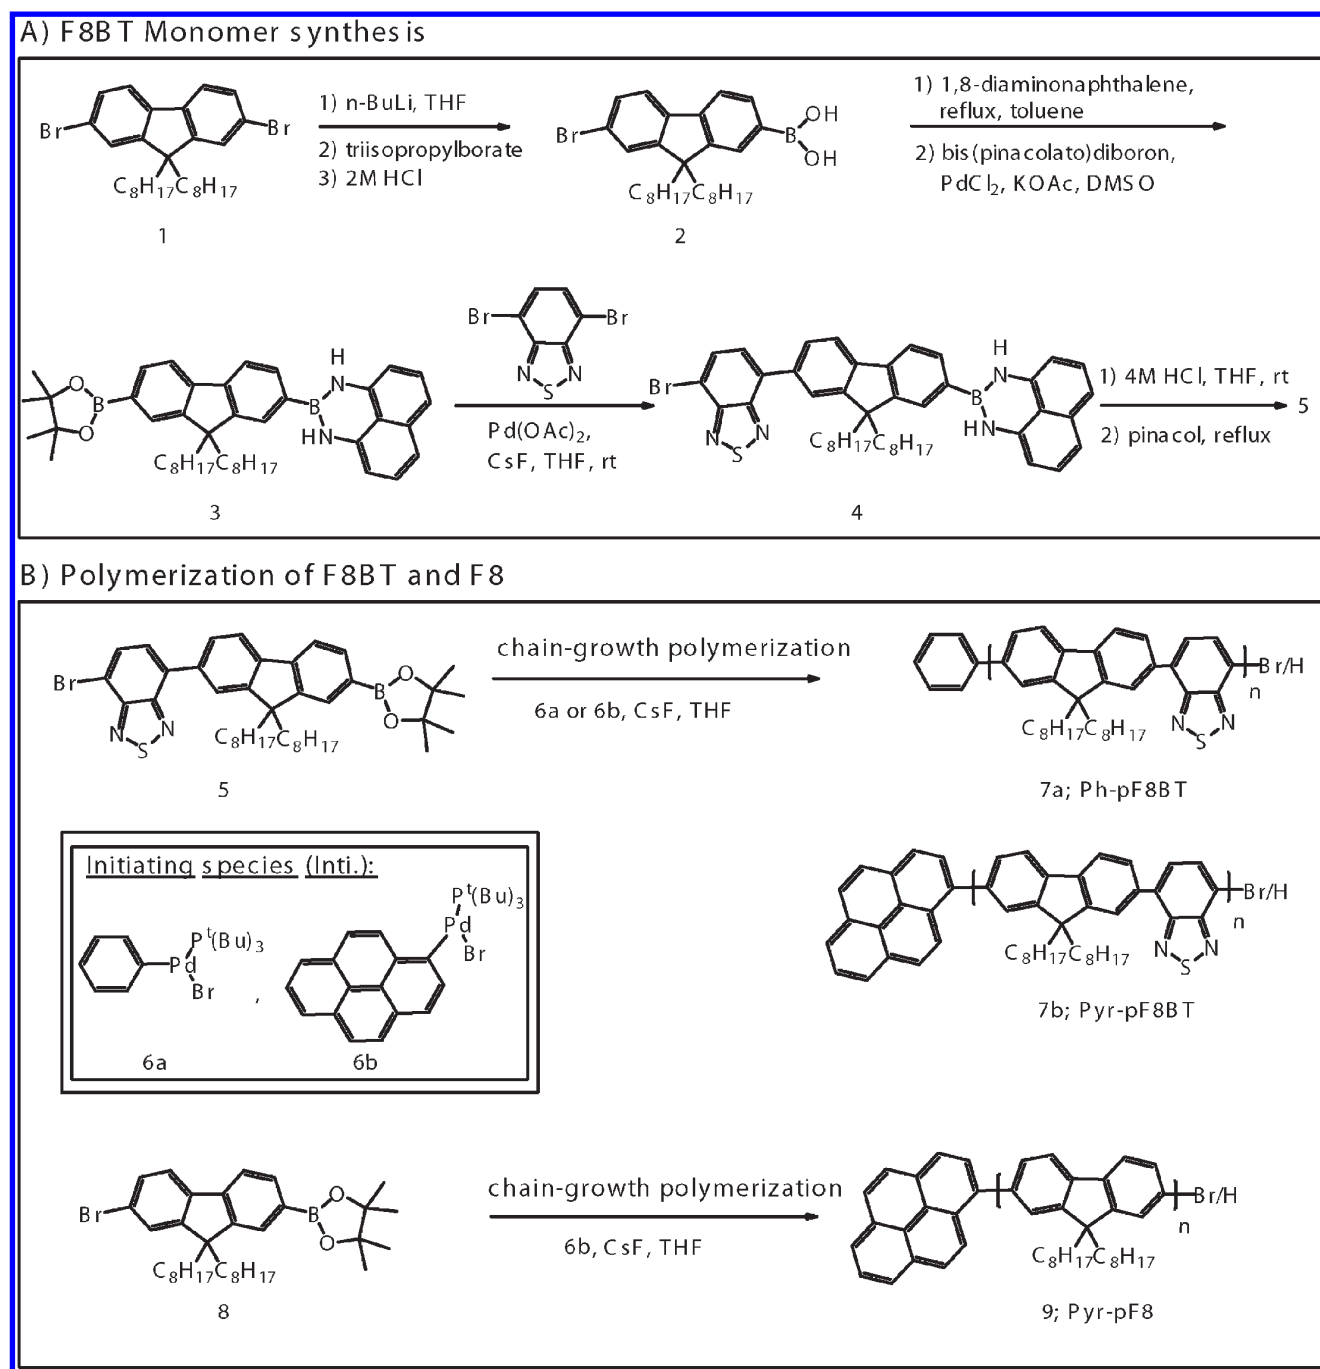 A) F8BT Monomer synthesis
Br
Br
C8H17C8H17
1
1) n-BuLi, THF
2) triisopropylborate
3) 2M HCl
Br
B
OH
OH
C8H17C8H17
2
1) 1,8-diaminonaphthalene,
reflux, toluene
2) bis(pinacolato)diboron,
PdCl2, KOAc, DMSO
O
B
O
C8H17C8H17
B
H
N
HN
3
Br
Br
N
N
S
Pd(OAc)2,
CsF, THF, rt
Br
N
N
S
C8H17C8H17
B
H
N
HN
4
1) 4M HCl, THF, rt
2) pinacol, reflux
5
B) Polymerization of F8BT and F8
Br
N
N
S
C8H17C8H17
B
O
O
5
chain-growth polymerization
6a or 6b, CsF, THF
Br/H
n
C8H17C8H17
N
N
S
7a; Ph-pF8BT
Initiating species (Inti.):
P^t(Bu)3
Pd
Br
,
6a
P^t(Bu)3
Pd
Br
6b
Br/H
n
C8H17C8H17
N
N
S
7b; Pyr-pF8BT
Br
B
O
O
C8H17C8H17
8
chain-growth polymerization
6b, CsF, THF
Br/H
n
C8H17C8H17
9; Pyr-pF8